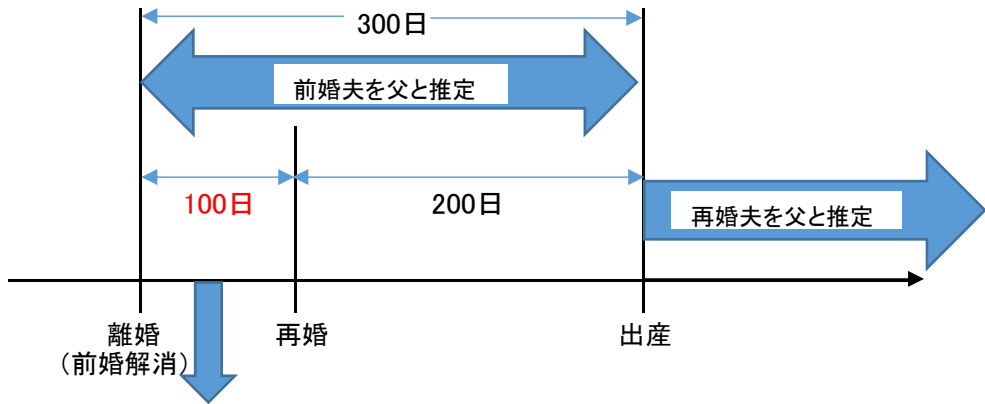 300日
前婚夫を父と推定
100日
200日
再婚夫を父と推定
離婚
(前婚解消)
再婚
出産